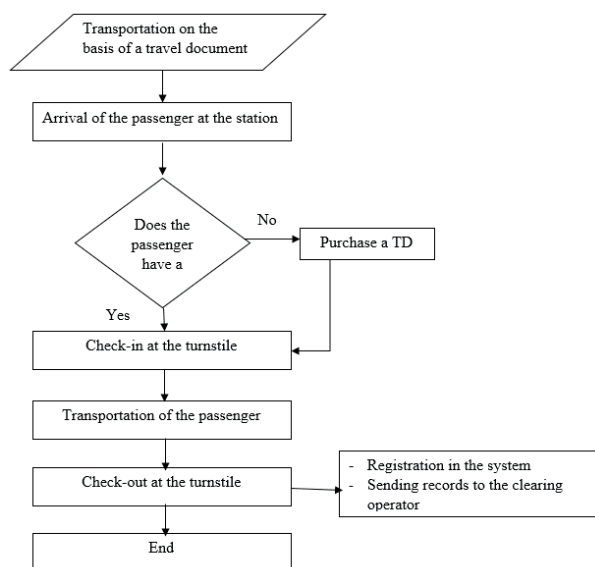 Transportation on the
basis of a travel document
Arrival of the passenger at the station
Does the
passenger
have a
No
Purchase a TD
Yes
Check-in at the turnstile
Transportation of the passenger
Check-out at the turnstile
- Registration in the system
- Sending records to the clearing
operator
End